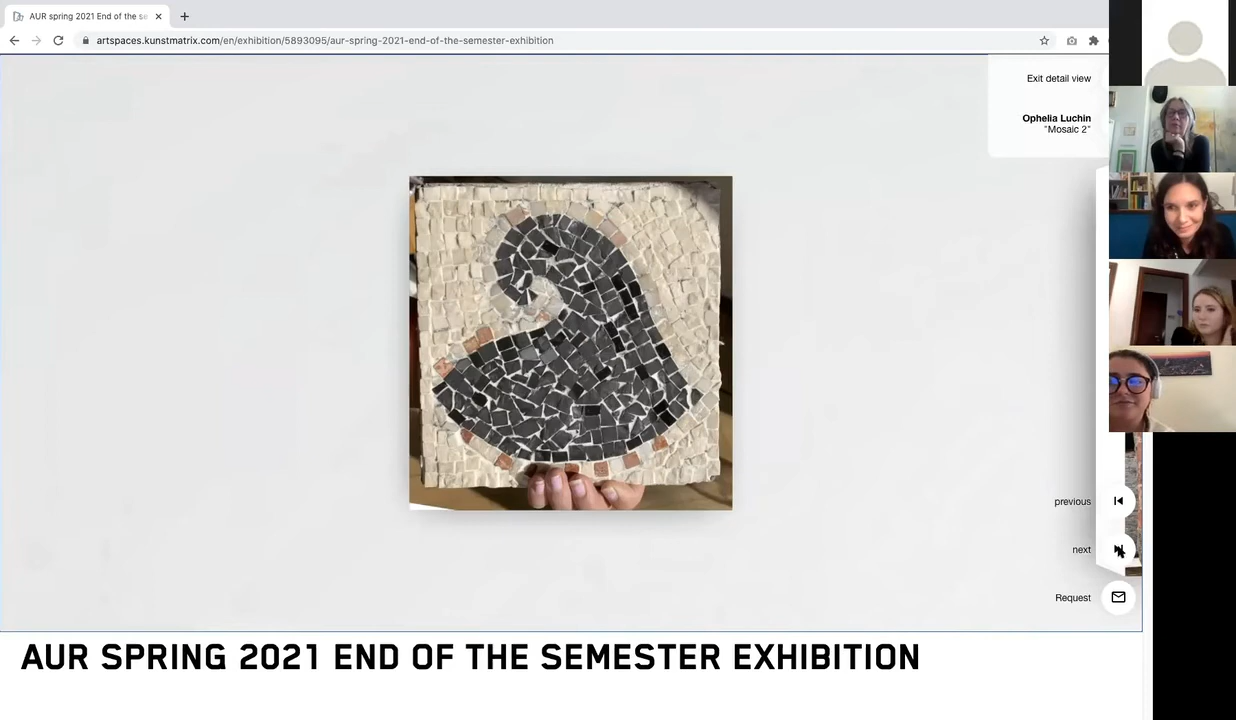 AUR spring 2021 End of the se
artspaces.kunstmatrix.com/en/exhibition/5893095/aur-spring-2021-end-of-the-semester-exhibition
Exit detail view
Ophelia Luchin
"Mosaic 2"
previous
next
Request
AUR SPRING 2021 END OF THE SEMESTER EXHIBITION